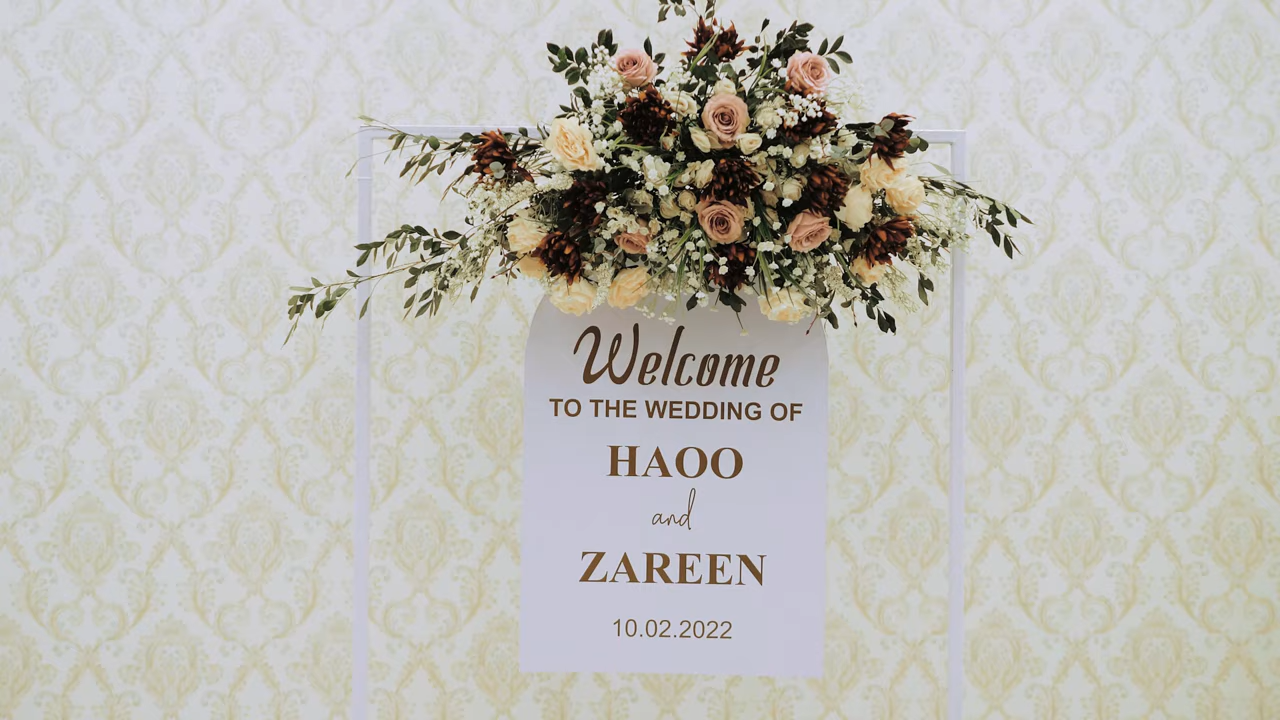 Welcome
TO THE WEDDING OF
HAOO
and
ZAREEN
10.02.2022